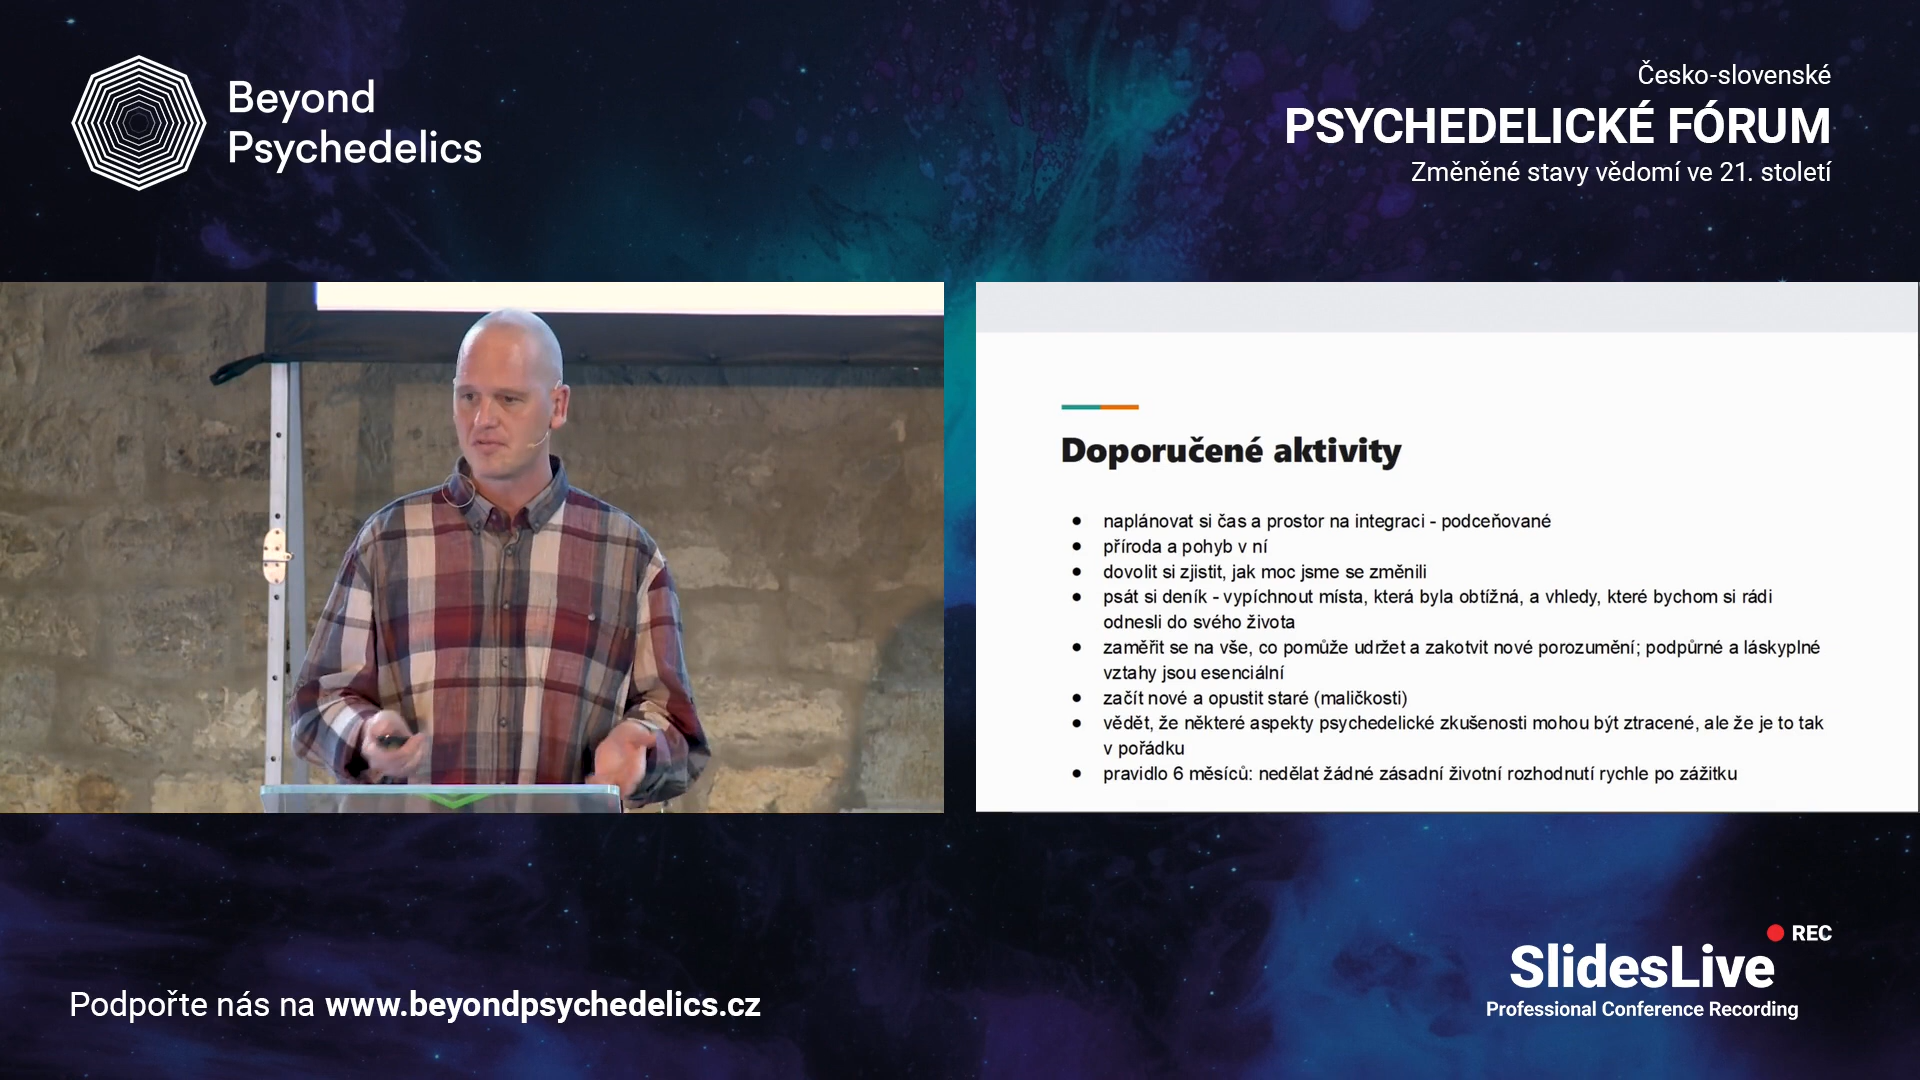 Beyond
Psychedelics
Česko-slovenské
PSYCHEDELICKÉ FÓRUM
Změněné stavy vědomí ve 21. století
Doporučené aktivity
● naplánovat si čas a prostor na integraci - podceňované
● příroda a pohyb v ní
● dovolit si zjistit, jak moc jsme se změnili
● psát si deník - vypíchnout místa, která byla obtížná, a vhledy, které bychom si rádi
odnesli do svého života
● zaměřit se na vše, co pomůže udržet a zakotvit nové porozumění; podpůrné a láskyplné
vztahy jsou esenciální
● začít nové a opustit staré (maličkosti)
● vědět, že některé aspekty psychedelické zkušenosti mohou být ztracené, ale že je to tak
v pořádku
● pravidlo 6 měsíců: nedělat žádné zásadní životní rozhodnutí rychle po zážitku
Podpořte nás na www.beyondpsychedelics.cz
REC
SlidesLive
Professional Conference Recording